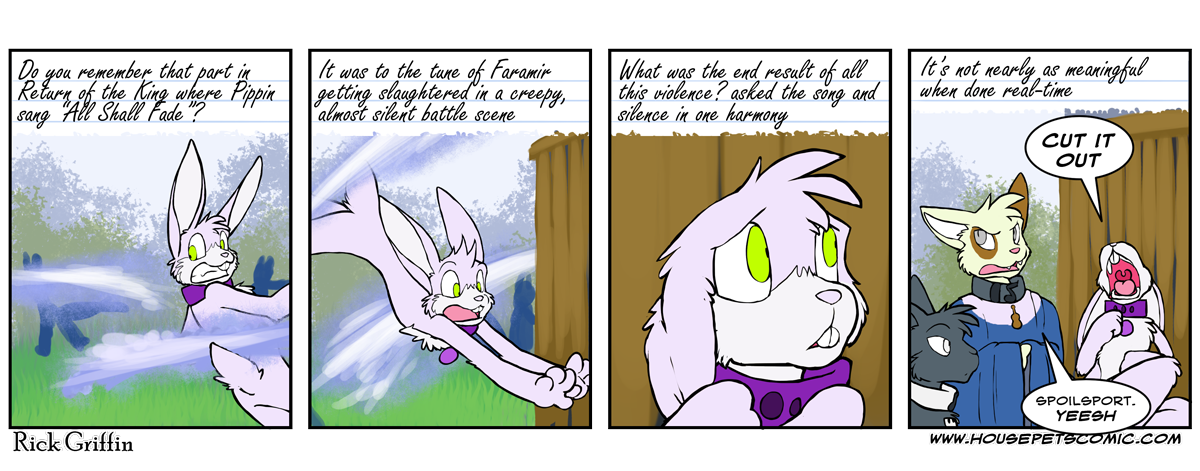 Do you remember that part in
Return of the King where Pippin
sang "All Shall Fade"?
It was to the tune of Faramir
getting slaughtered in a creepy,
almost silent battle scene
What was the end result of all
this violence? asked the song and
silence in one harmony
It's not nearly as meaningful
when done real-time
CUT IT
OUT
SPOILSPORT.
YEESH
Rick Griffin
WWW.HOUSEPETSCOMIC.COM